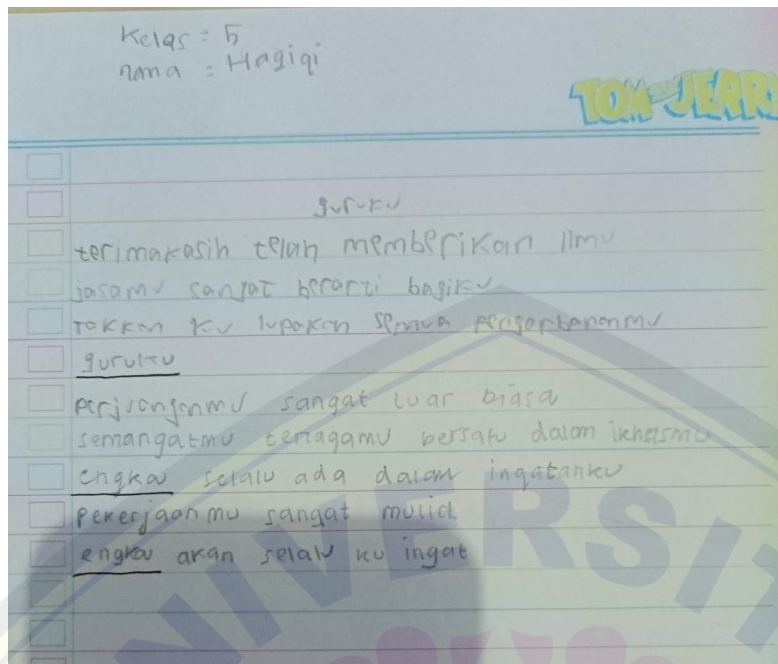 Kelas = 5
nama = Hagiqi
TOM and JERRY
guruku
terimakasih telah memberikan Ilmu
jasamu sangat berarti bagiku
Takkan ku lupakan semua pengorbananmu
guruku
perjuanganmu sangat luar biasa
semangatmu tenagamu bersatu dalam ikhasmu
engkau selalu ada dalam ingatanku
pekerjaanmu sangat mulia
engkau akan selalu ku ingat
UNIVERSIT